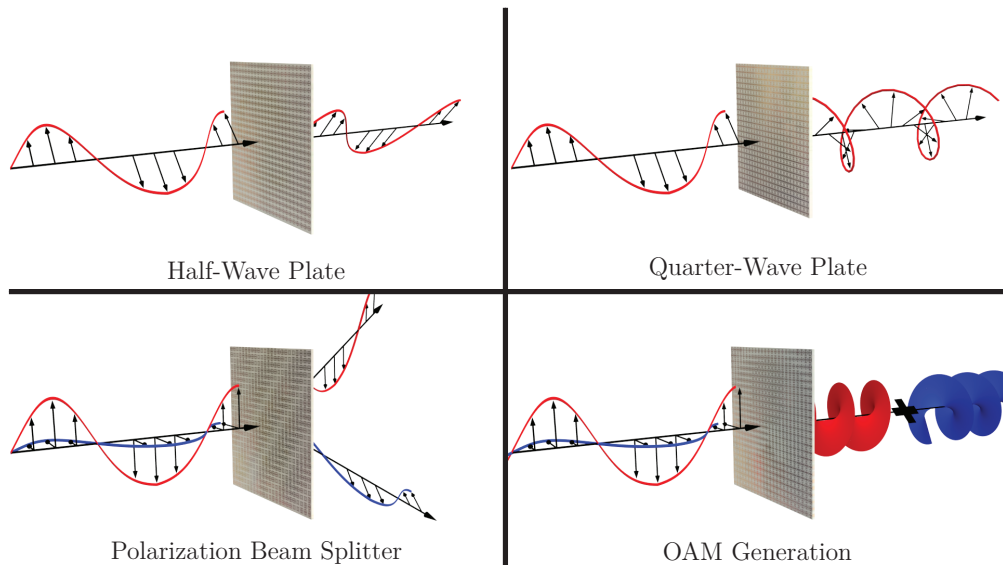 Half-Wave Plate
Quarter-Wave Plate
Polarization Beam Splitter
OAM Generation